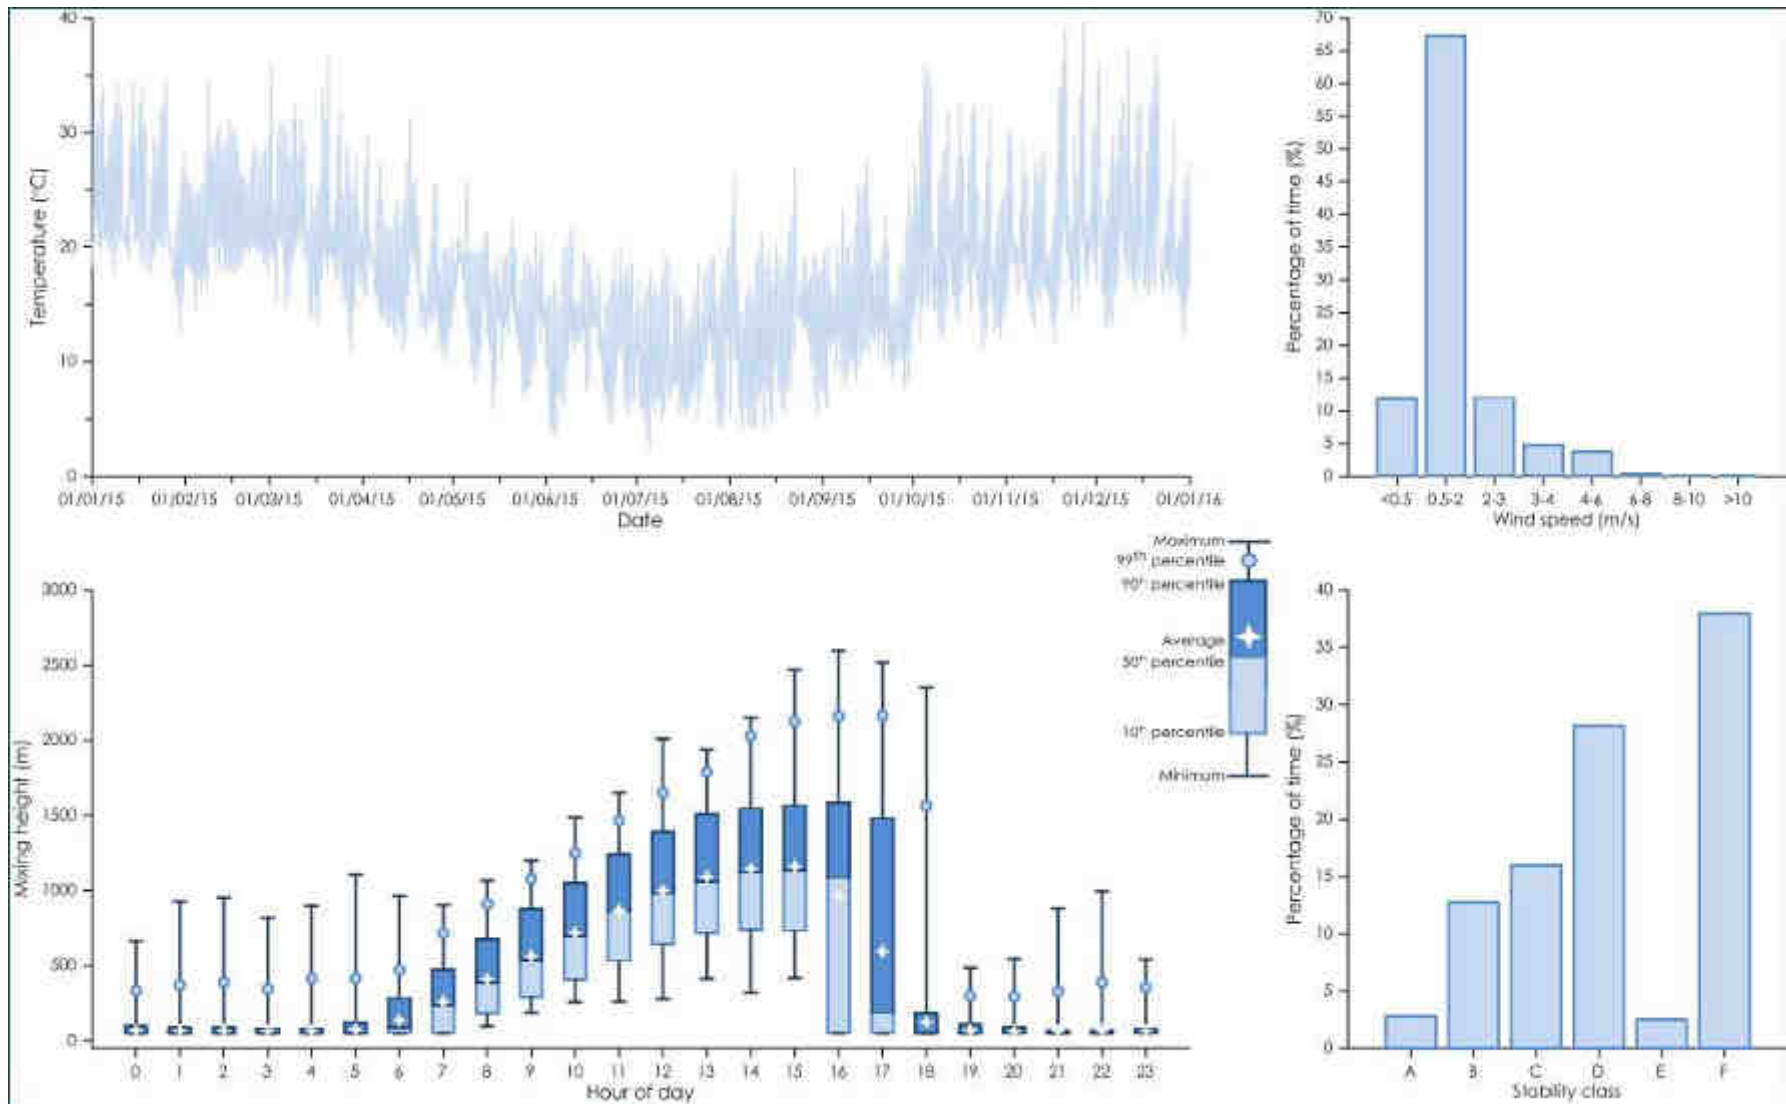 40
30
20
10
0
Temperature (°C)
01/01/15 01/02/15 01/03/15 01/04/15 01/05/15 01/06/15 01/07/15 01/08/15 01/09/15 01/10/15 01/11/15 01/12/15 01/01/16
Date
70
65
60
55
50
45
40
35
30
25
20
15
10
5
0
Percentage of time (%)
<0.5 0.5-2 2-3 3-4 4-6 6-8 8-10 >10
Wind speed (m/s)
Maximum
99th percentile
90th percentile
Average
50th percentile
10th percentile
Minimum
3000
2500
2000
1500
1000
500
0
Mixing height (m)
0 1 2 3 4 5 6 7 8 9 10 11 12 13 14 15 16 17 18 19 20 21 22 23
Hour of day
40
35
30
25
20
15
10
5
0
Percentage of time (%)
A B C D E F
Stability class